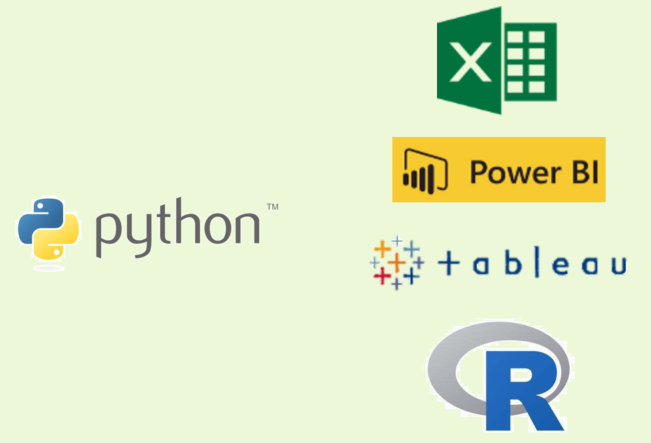 X
Power BI
python™
+ a b l e a u
R